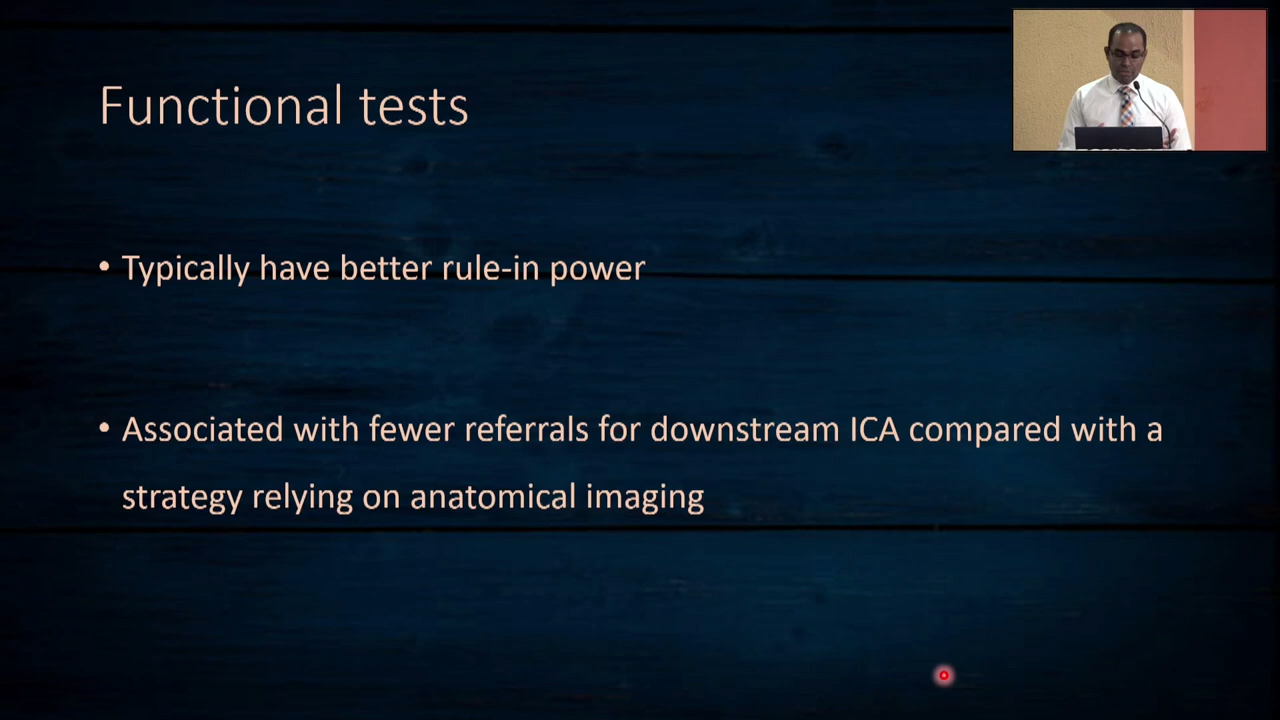 Functional tests
• Typically have better rule-in power
• Associated with fewer referrals for downstream ICA compared with a
strategy relying on anatomical imaging